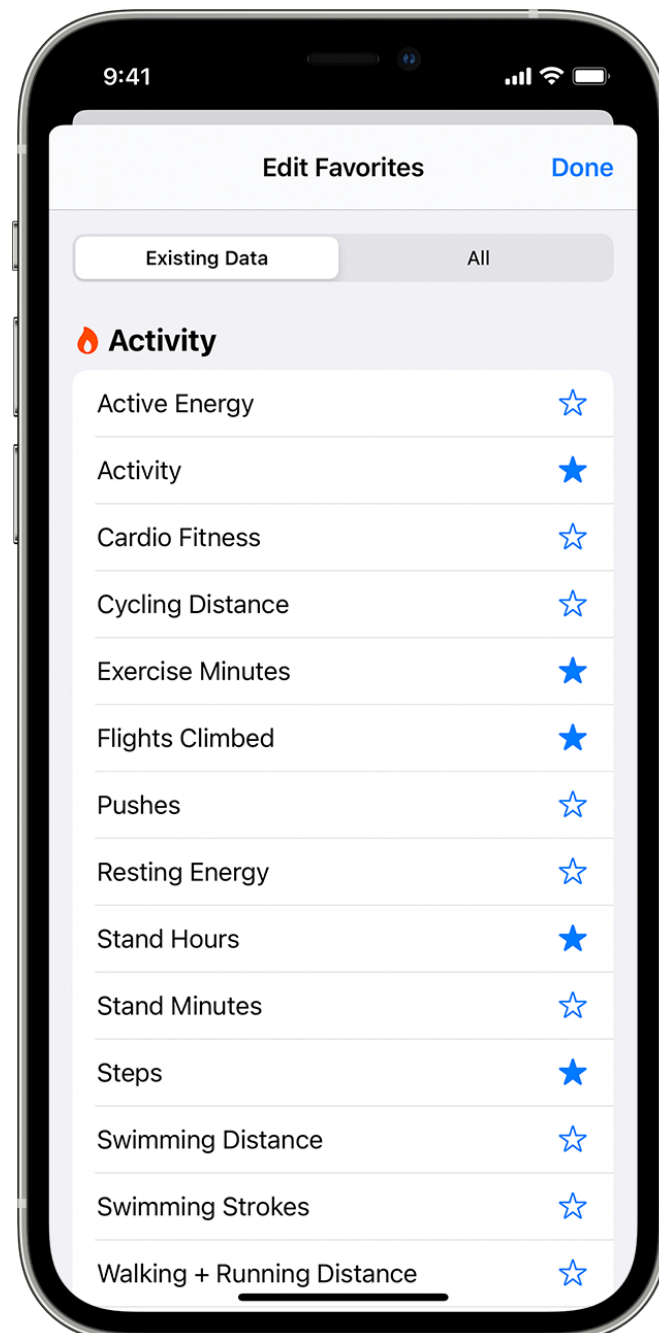 9:41
Edit Favorites
Done
Existing Data
All
Activity
Active Energy
Activity
Cardio Fitness
Cycling Distance
Exercise Minutes
Flights Climbed
Pushes
Resting Energy
Stand Hours
Stand Minutes
Steps
Swimming Distance
Swimming Strokes
Walking + Running Distance